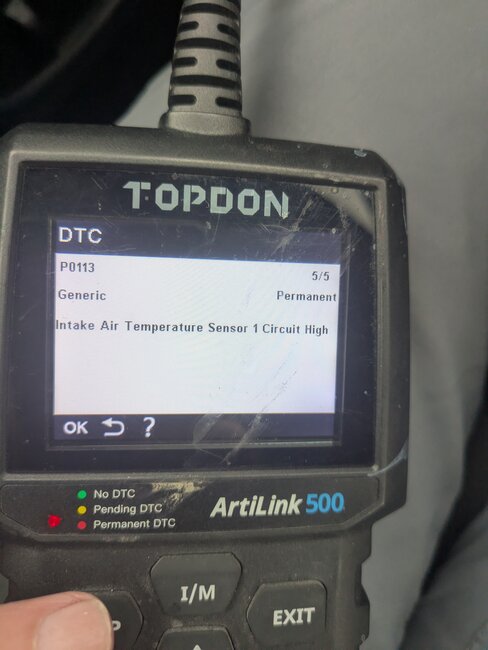 TOPDON
DTC
P0113
5/5
Generic Permanent
Intake Air Temperature Sensor 1 Circuit High
OK ?
No DTC
Pending DTC
Permanent DTC
ArtiLink 500
I/M
P
EXIT